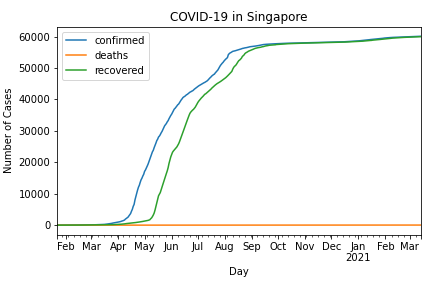 COVID-19 in Singapore
confirmed
deaths
recovered
Number of Cases
60000
50000
40000
30000
20000
10000
0
Feb Mar Apr May Jun Jul Aug Sep Oct Nov Dec Jan Feb Mar
2021
Day